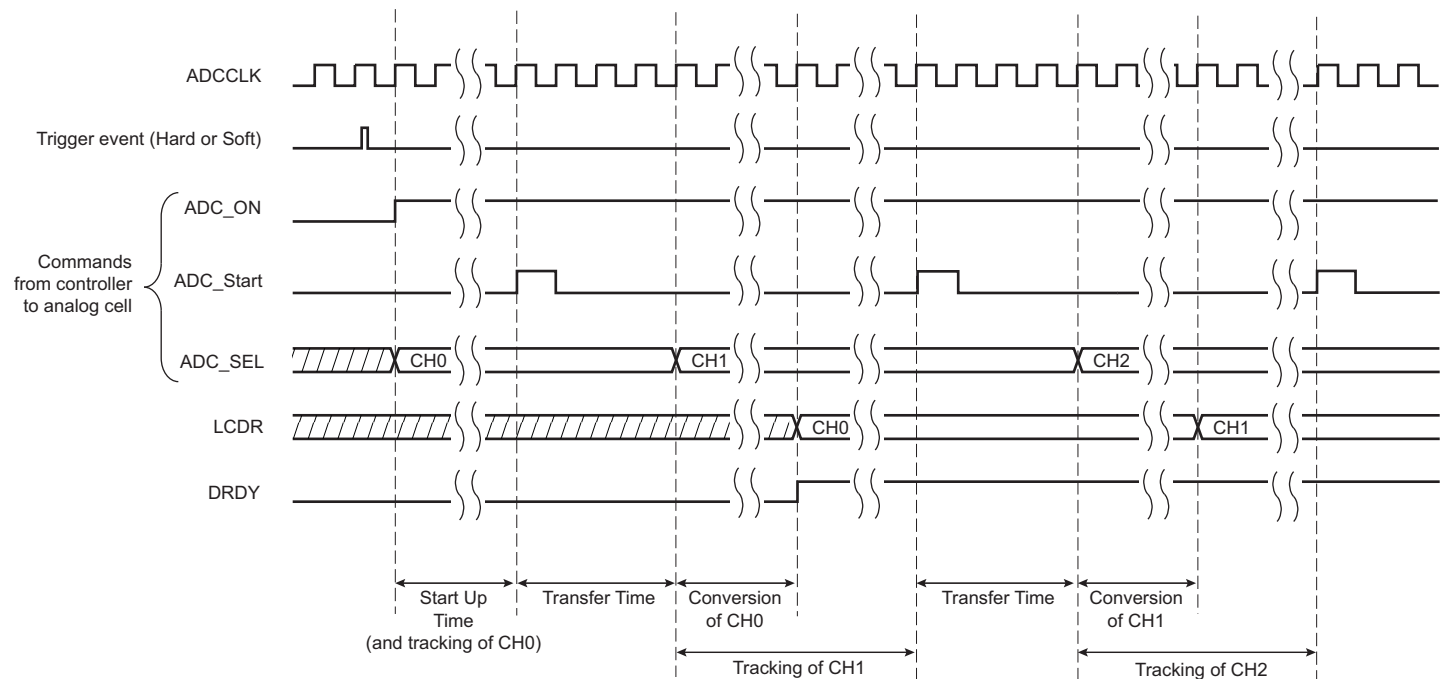 ADCCLK
Trigger event (Hard or Soft)
ADC_ON
Commands
from controller
to analog cell
ADC_Start
ADC_SEL
CH0
CH1
CH2
LCDR
CH0
CH1
DRDY
Start Up
Time
(and tracking of CH0)
Transfer Time
Conversion
of CH0
Transfer Time
Conversion
of CH1
Tracking of CH1
Tracking of CH2